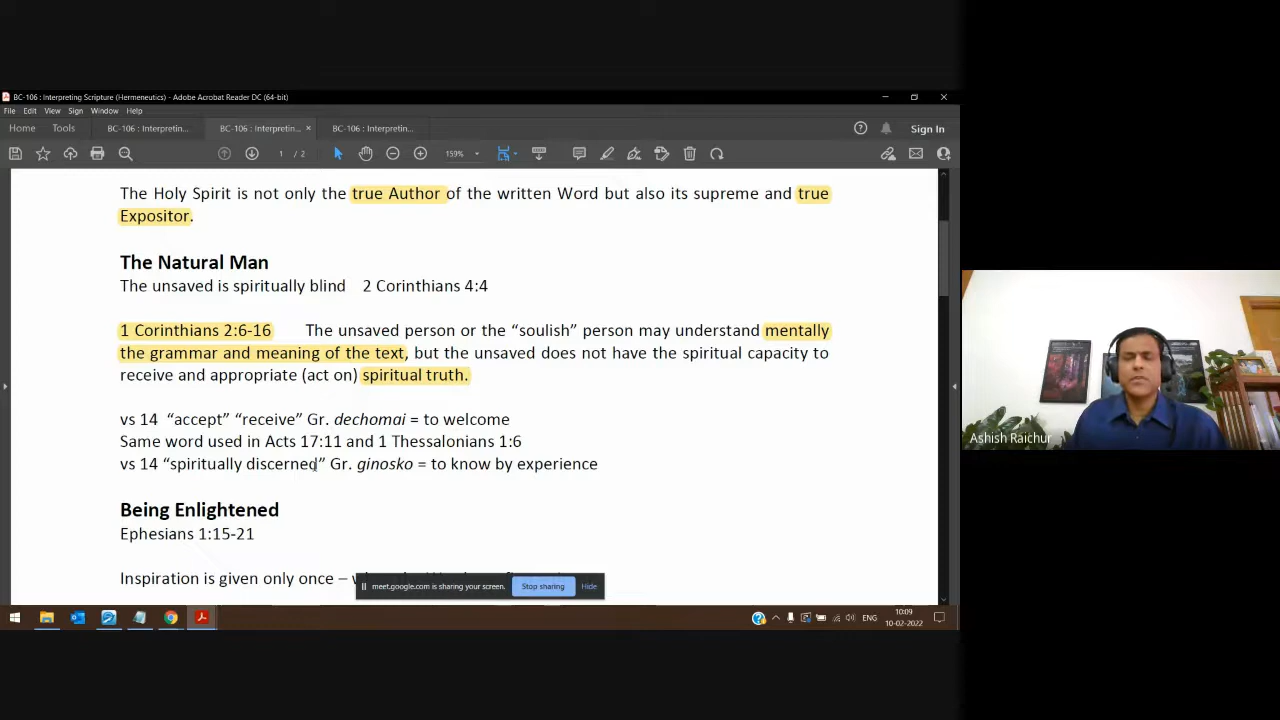 BC-106 : Interpreting Scripture (Hermeneutics) - Adobe Acrobat Reader DC (64-bit)
File Edit View Sign Window Help
Home Tools BC-106 : Interpretin... BC-106 : Interpretin... × BC-106 : Interpretin... Sign In
1 / 2 159%
The Holy Spirit is not only the true Author of the written Word but also its supreme and true
Expositor.
The Natural Man
The unsaved is spiritually blind 2 Corinthians 4:4
1 Corinthians 2:6-16 The unsaved person or the “soulish” person may understand mentally
the grammar and meaning of the text, but the unsaved does not have the spiritual capacity to
receive and appropriate (act on) spiritual truth.
vs 14 “accept” “receive” Gr. dechomai = to welcome
Same word used in Acts 17:11 and 1 Thessalonians 1:6
vs 14 “spiritually discerned” Gr. ginosko = to know by experience
Being Enlightened
Ephesians 1:15-21
Inspiration is given only once –
meet.google.com is sharing your screen. Stop sharing Hide
ENG
10:09
10-02-2022
Ashish Raichur